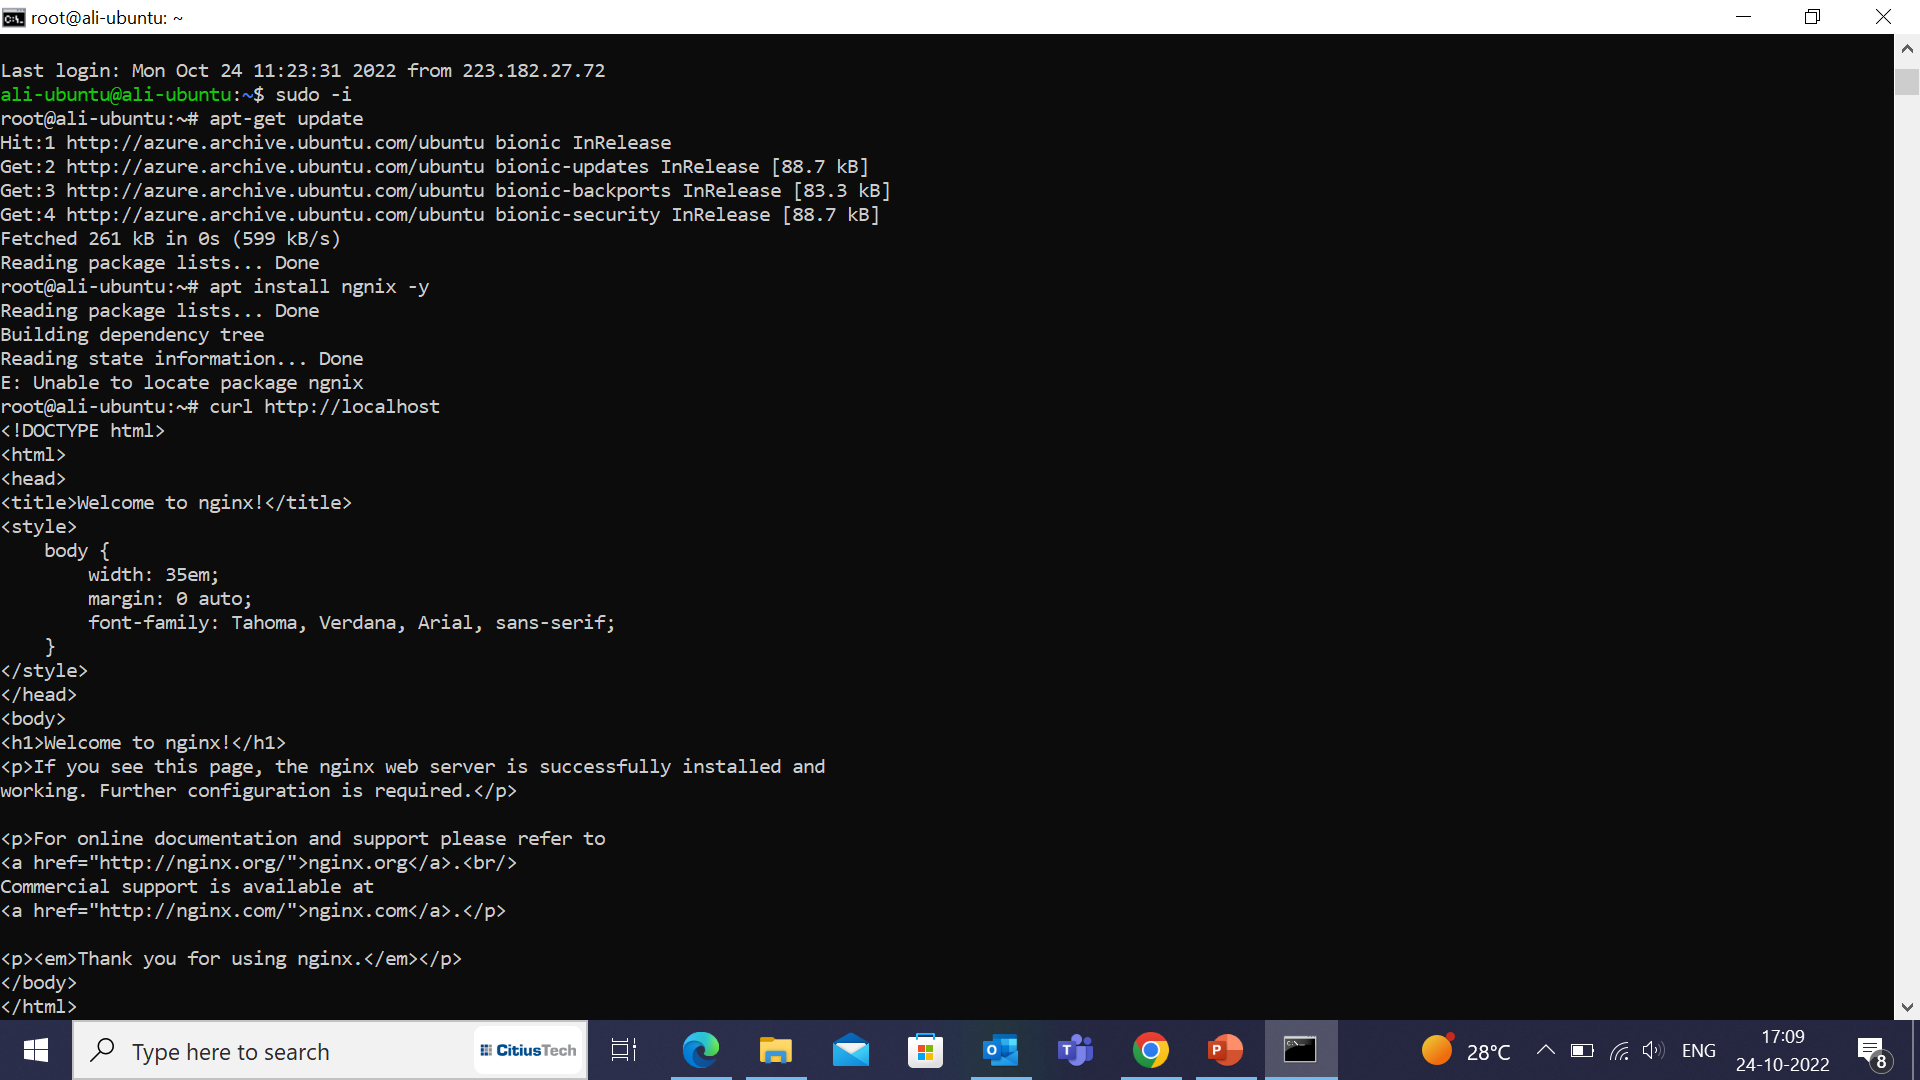 root@ali-ubuntu: ~
Last login: Mon Oct 24 11:23:31 2022 from 223.182.27.72
ali-ubuntu@ali-ubuntu:~$ sudo -i
root@ali-ubuntu:~# apt-get update
Hit:1 http://azure.archive.ubuntu.com/ubuntu bionic InRelease
Get:2 http://azure.archive.ubuntu.com/ubuntu bionic-updates InRelease [88.7 kB]
Get:3 http://azure.archive.ubuntu.com/ubuntu bionic-backports InRelease [83.3 kB]
Get:4 http://azure.archive.ubuntu.com/ubuntu bionic-security InRelease [88.7 kB]
Fetched 261 kB in 0s (599 kB/s)
Reading package lists... Done
root@ali-ubuntu:~# apt install ngnix -y
Reading package lists... Done
Building dependency tree
Reading state information... Done
E: Unable to locate package ngnix
root@ali-ubuntu:~# curl http://localhost
<!DOCTYPE html>
<html>
<head>
<title>Welcome to nginx!</title>
<style>
    body {
        width: 35em;
        margin: 0 auto;
        font-family: Tahoma, Verdana, Arial, sans-serif;
    }
</style>
</head>
<body>
<h1>Welcome to nginx!</h1>
<p>If you see this page, the nginx web server is successfully installed and
working. Further configuration is required.</p>

<p>For online documentation and support please refer to
<a href="http://nginx.org/">nginx.org</a>.<br/>
Commercial support is available at
<a href="http://nginx.com/">nginx.com</a>.</p>

<p><em>Thank you for using nginx.</em></p>
</body>
</html>
Type here to search
CitiusTech
28°C
ENG
17:09
24-10-2022
8